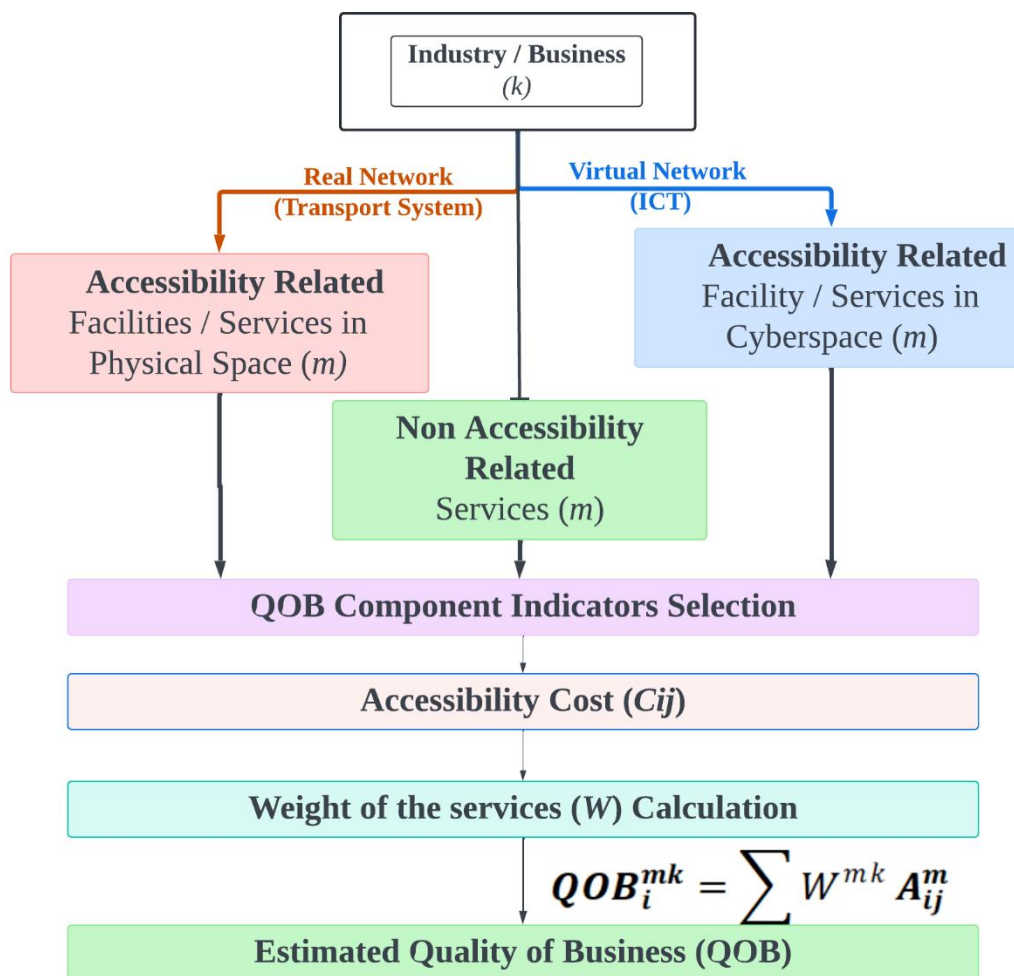 Industry / Business
(k)
Real Network
(Transport System)
Virtual Network
(ICT)
Accessibility Related
Facilities / Services in
Physical Space (m)
Accessibility Related
Facility / Services in
Cyberspace (m)
Non Accessibility
Related
Services (m)
QOB Component Indicators Selection
Accessibility Cost (Cij)
Weight of the services (W) Calculation
QOB_i^{mk} = ∑ W^{mk} A_{ij}^m
Estimated Quality of Business (QOB)